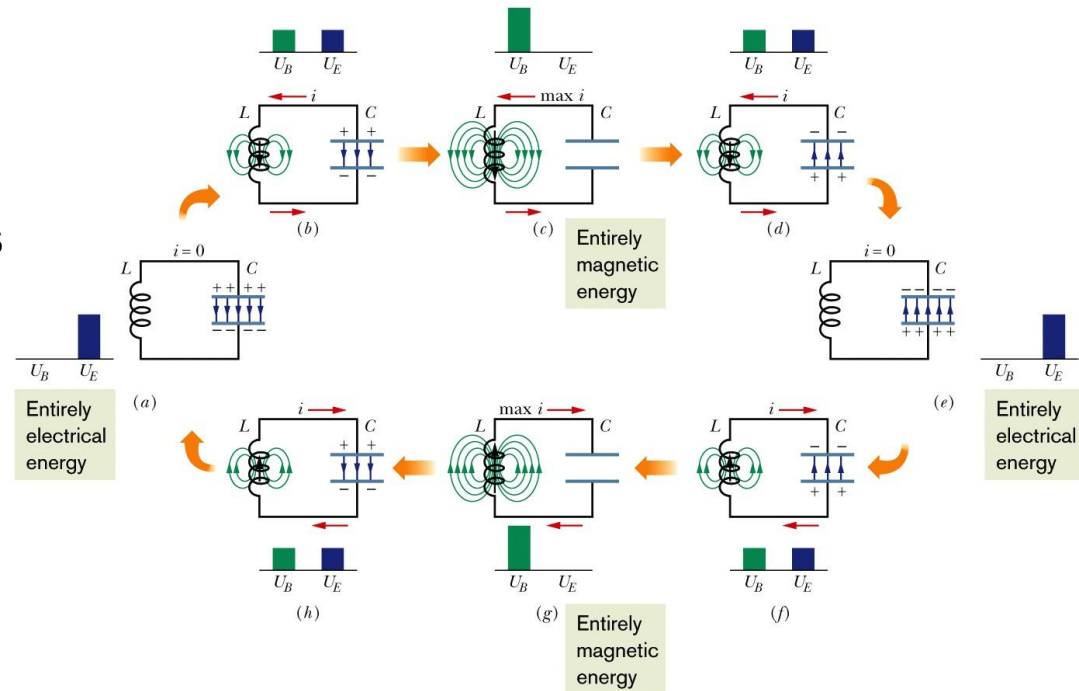 U_B U_E
i
L C
+ +
− −
(b)
U_B U_E
max i
L C
(c)
Entirely
magnetic
energy
U_B U_E
i
L C
− −
+ +
(d)
i = 0
L C
+ + + +
− − − −
U_B U_E
(a)
Entirely
electrical
energy
i = 0
L C
− − − −
+ + + +
U_B U_E
(e)
Entirely
electrical
energy
i
L C
+ +
− −
U_B U_E
(h)
max i
L C
U_B U_E
(g)
Entirely
magnetic
energy
i
L C
− −
+ +
U_B U_E
(f)